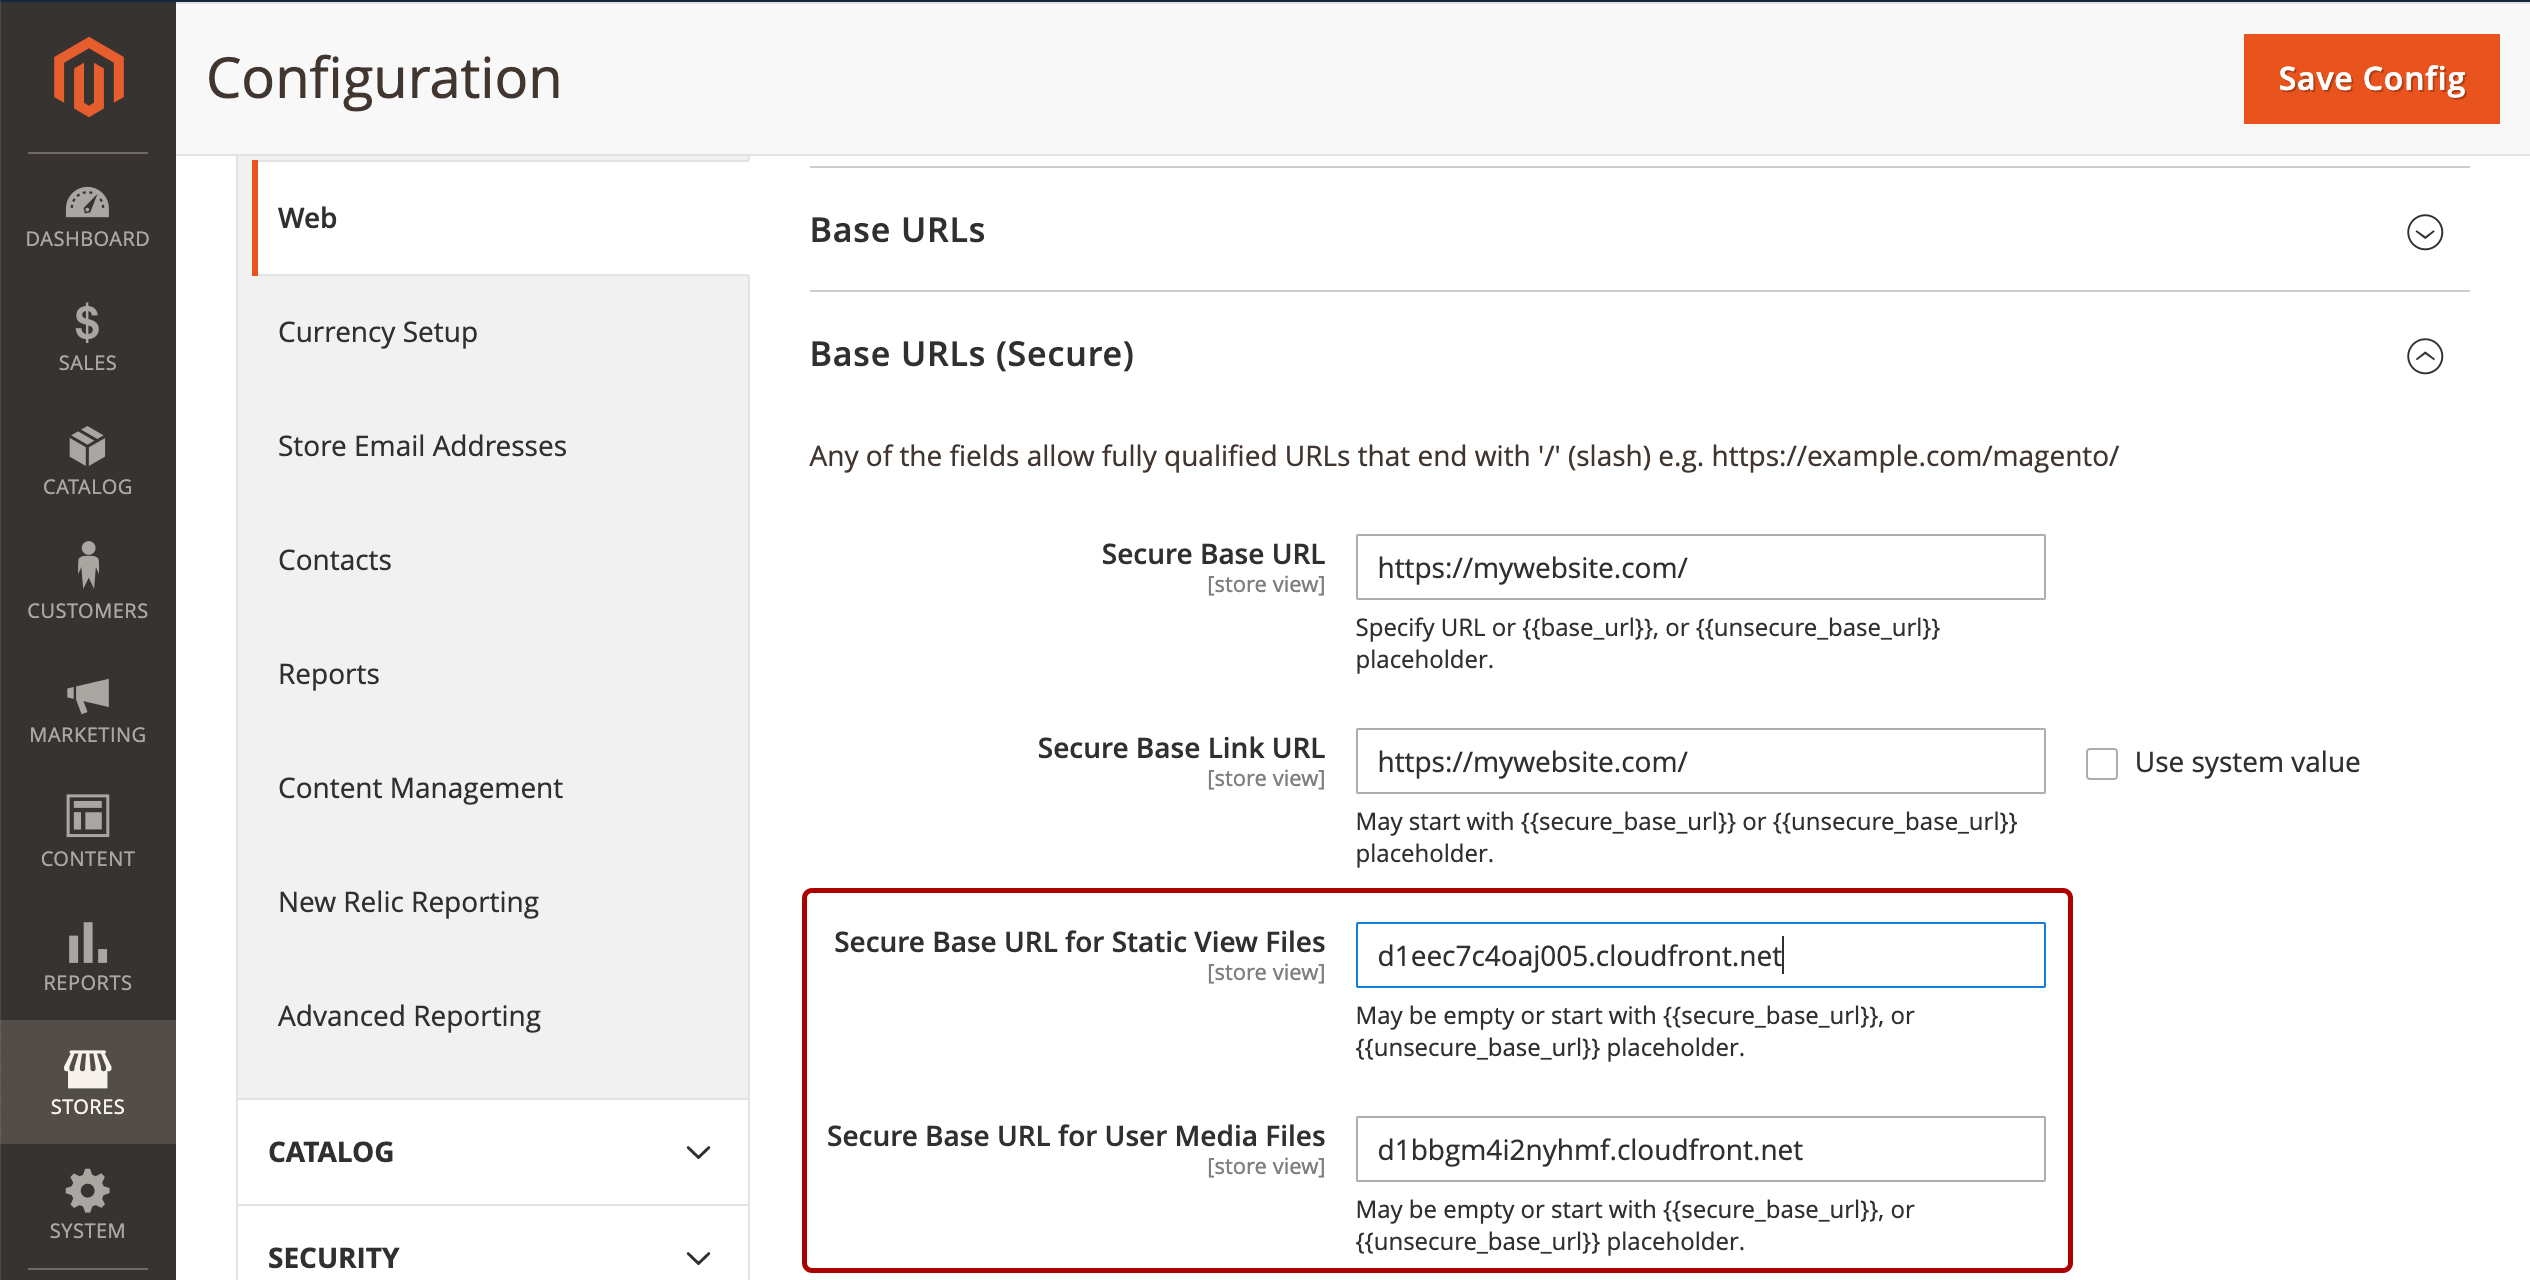 Configuration
Save Config
DASHBOARD
SALES
CATALOG
CUSTOMERS
MARKETING
CONTENT
REPORTS
STORES
SYSTEM
Web
Currency Setup
Store Email Addresses
Contacts
Reports
Content Management
New Relic Reporting
Advanced Reporting
CATALOG
SECURITY
Base URLs
Base URLs (Secure)
Any of the fields allow fully qualified URLs that end with '/' (slash) e.g. https://example.com/magento/
Secure Base URL
[store view]
https://mywebsite.com/
Specify URL or {{base_url}}, or {{unsecure_base_url}}
placeholder.
Secure Base Link URL
[store view]
https://mywebsite.com/
Use system value
May start with {{secure_base_url}} or {{unsecure_base_url}}
placeholder.
Secure Base URL for Static View Files
[store view]
d1eec7c4oaj005.cloudfront.net
May be empty or start with {{secure_base_url}}, or
{{unsecure_base_url}} placeholder.
Secure Base URL for User Media Files
[store view]
d1bbgm4i2nyhmf.cloudfront.net
May be empty or start with {{secure_base_url}}, or
{{unsecure_base_url}} placeholder.